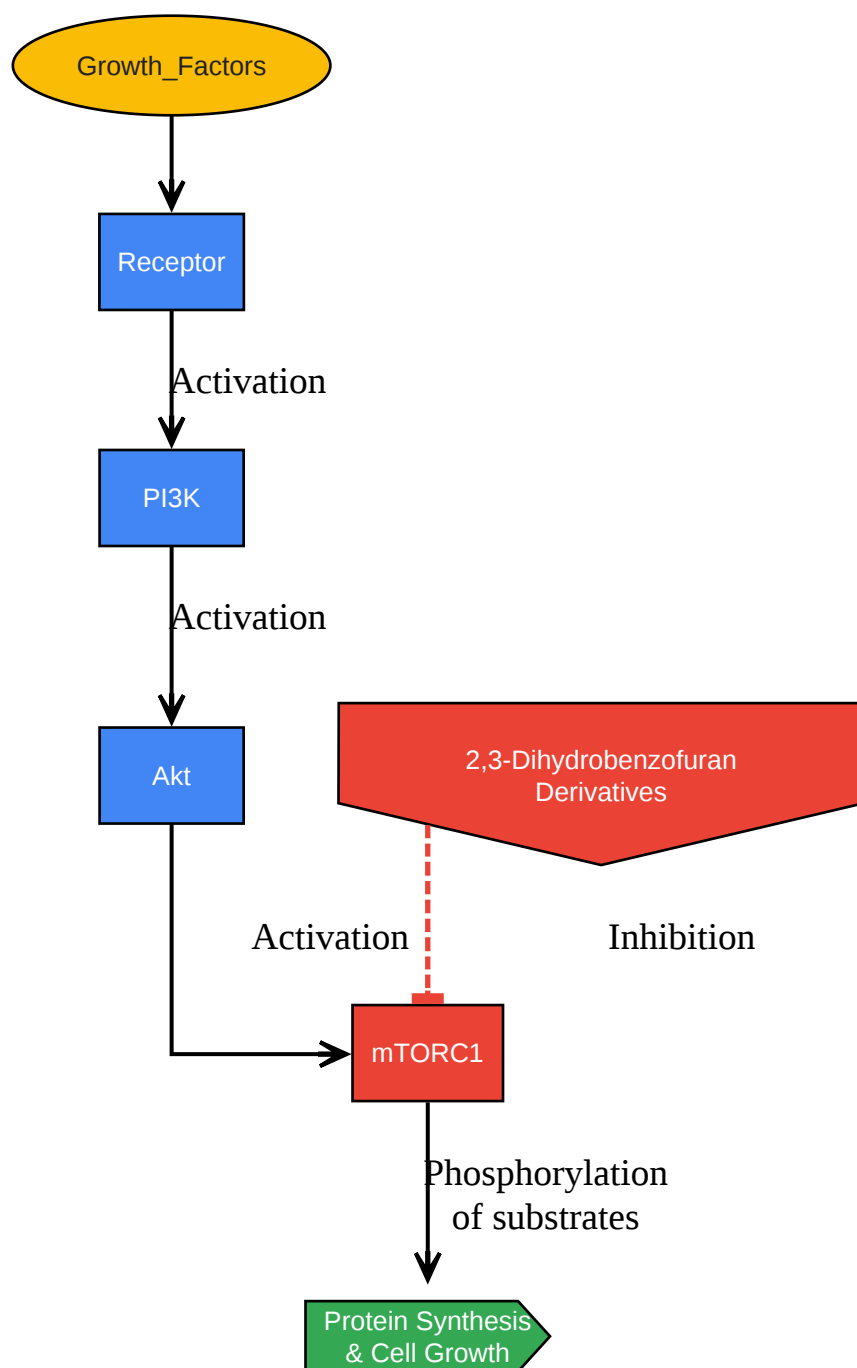 Growth_Factors
Receptor
Activation
PI3K
Activation
Akt
2,3-Dihydrobenzofuran
Derivatives
Activation
Inhibition
mTORC1
Phosphorylation
of substrates
Protein Synthesis
& Cell Growth